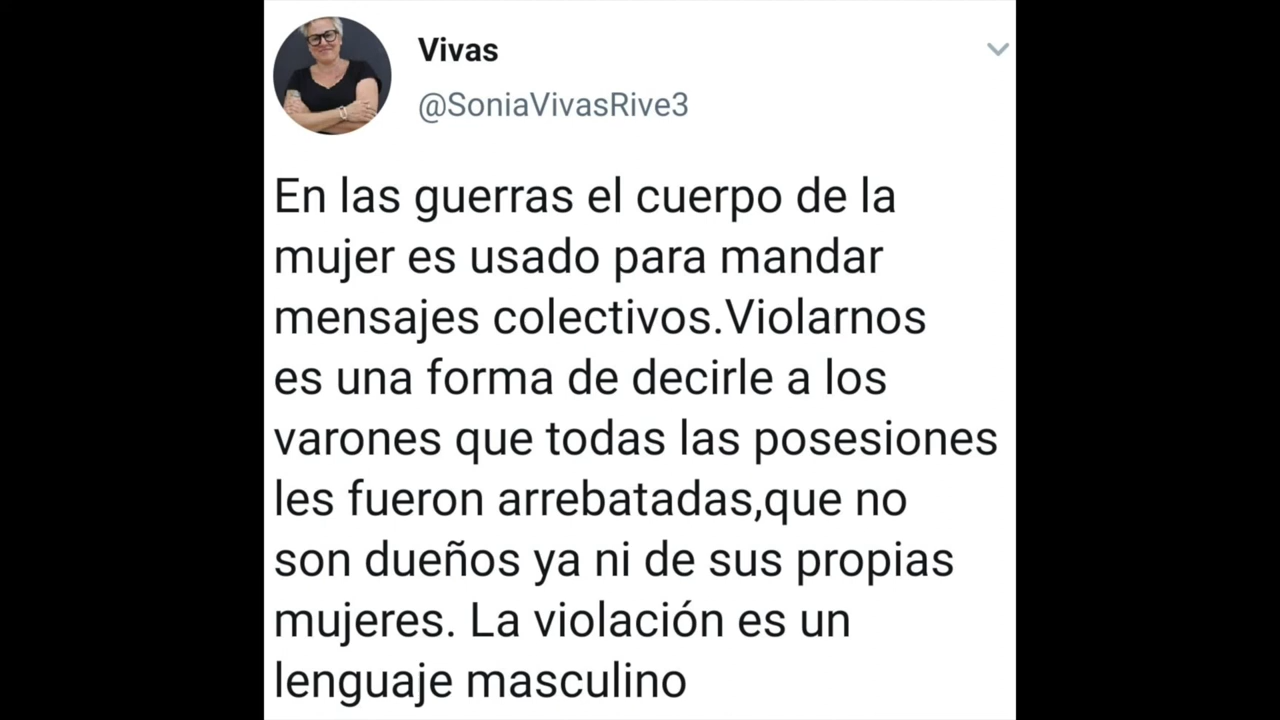 Vivas
@SoniaVivasRive3
En las guerras el cuerpo de la
mujer es usado para mandar
mensajes colectivos.Violarnos
es una forma de decirle a los
varones que todas las posesiones
les fueron arrebatadas,que no
son dueños ya ni de sus propias
mujeres. La violación es un
lenguaje masculino